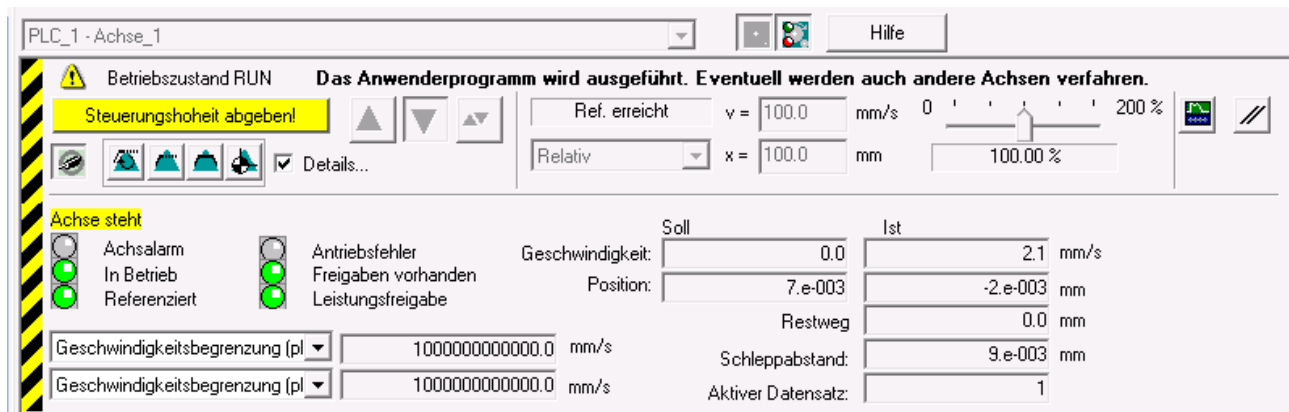 PLC_1 - Achse_1 Hilfe
Betriebszustand RUN Das Anwenderprogramm wird ausgeführt. Eventuell werden auch andere Achsen verfahren.
Steuerungshoheit abgeben! Ref. erreicht v = 100.0 mm/s 0 200 %
Details... Relativ x = 100.0 mm 100.00 %
Achse steht Soll Ist
Achsalarm Antriebsfehler Geschwindigkeit: 0.0 2.1 mm/s
In Betrieb Freigaben vorhanden Position: 7.e-003 -2.e-003 mm
Referenziert Leistungsfreigabe
Restweg 0.0 mm
Geschwindigkeitsbegrenzung (pl 1000000000000.0 mm/s
Schleppabstand: 9.e-003 mm
Geschwindigkeitsbegrenzung (pl 1000000000000.0 mm/s
Aktiver Datensatz: 1